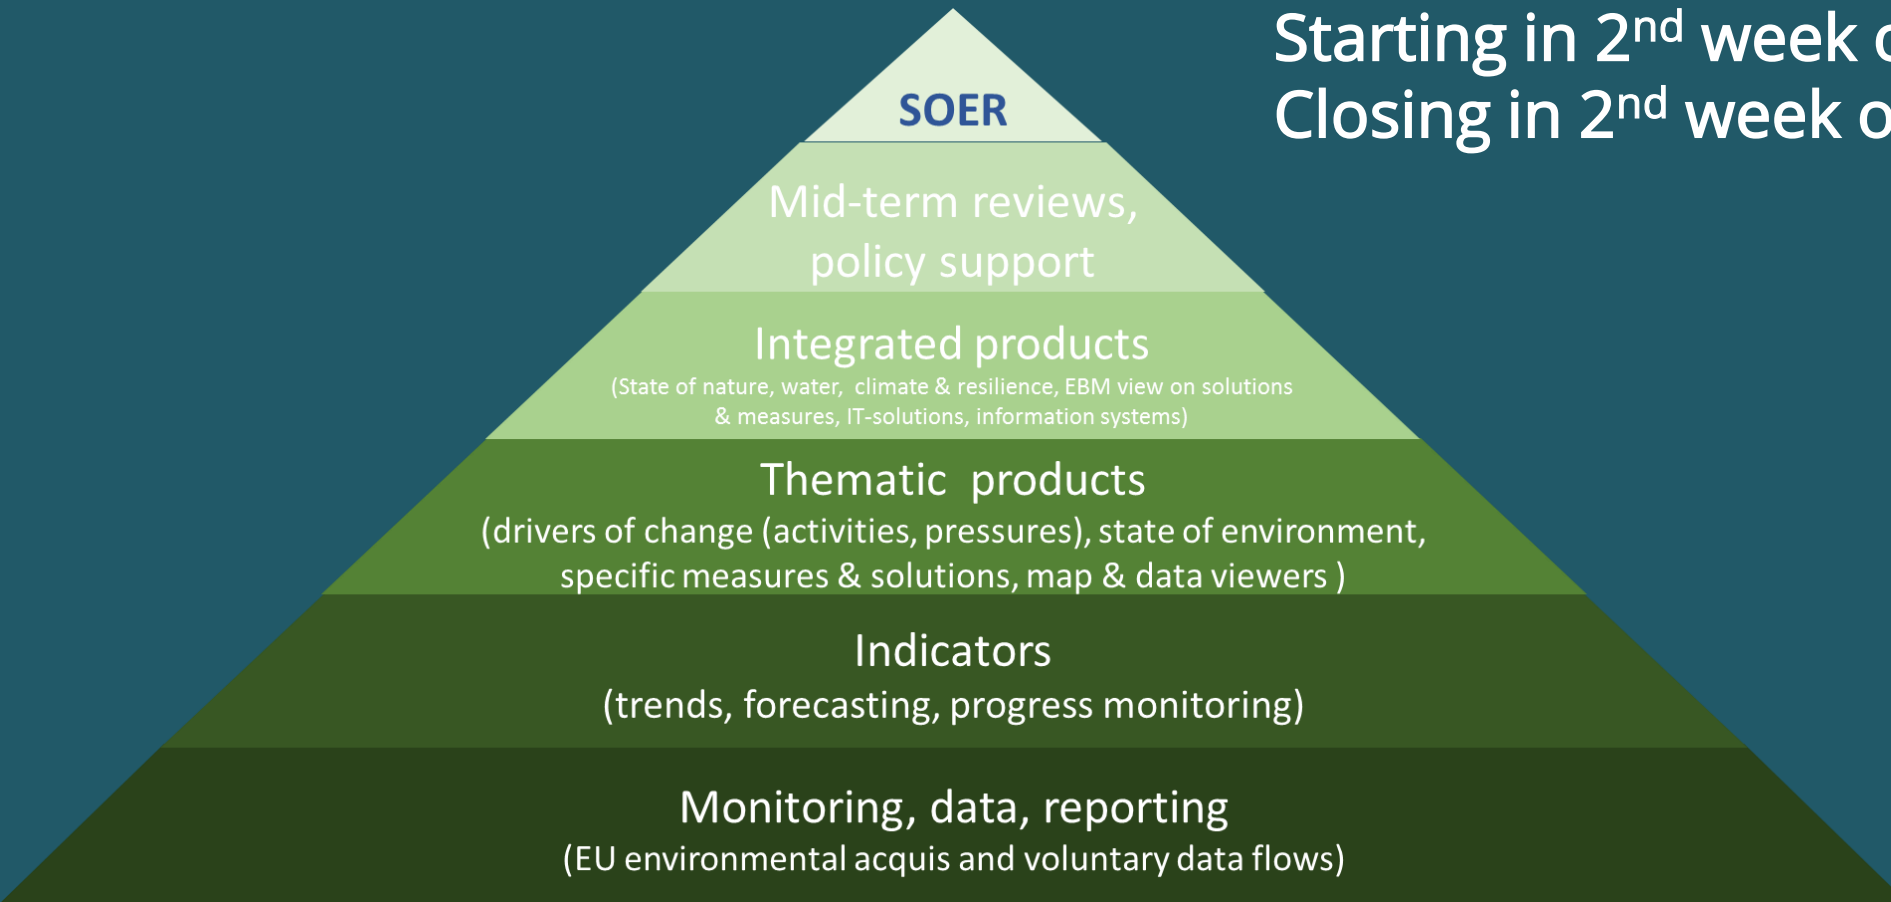 Starting in 2nd week
Closing in 2nd week
SOER
Mid-term reviews,
policy support
Integrated products
(State of nature, water, climate & resilience, EBM view on solutions
& measures, IT-solutions, information systems)
Thematic products
(drivers of change (activities, pressures), state of environment,
specific measures & solutions, map & data viewers )
Indicators
(trends, forecasting, progress monitoring)
Monitoring, data, reporting
(EU environmental acquis and voluntary data flows)